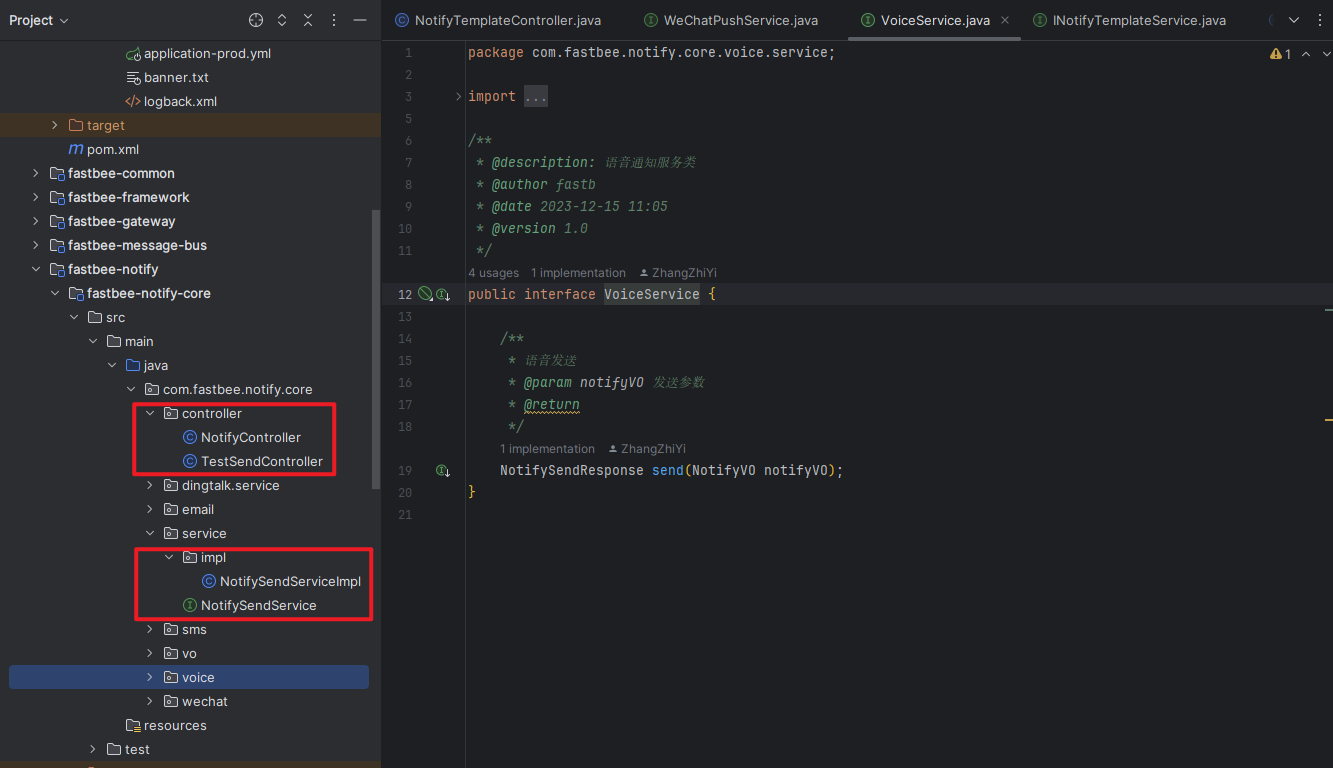 Project
application-prod.yml
banner.txt
logback.xml
target
pom.xml
fastbee-common
fastbee-framework
fastbee-gateway
fastbee-message-bus
fastbee-notify
fastbee-notify-core
src
main
java
com.fastbee.notify.core
controller
NotifyController
TestSendController
dingtalk.service
email
service
impl
NotifySendServiceImpl
NotifySendService
sms
vo
voice
wechat
resources
test
NotifyTemplateController.java WeChatPushService.java VoiceService.java INotifyTemplateService.java
1 package com.fastbee.notify.core.voice.service; 1
2
3 import ...
5
6 /**
7 * @description: 语音通知服务类
8 * @author fastb
9 * @date 2023-12-15 11:05
10 * @version 1.0
11 */
4 usages 1 implementation ZhangZhiYi
12 public interface VoiceService {
13
14 /**
15 * 语音发送
16 * @param notifyVO 发送参数
17 * @return
18 */
1 implementation ZhangZhiYi
19 NotifySendResponse send(NotifyVO notifyVO);
20 }
21